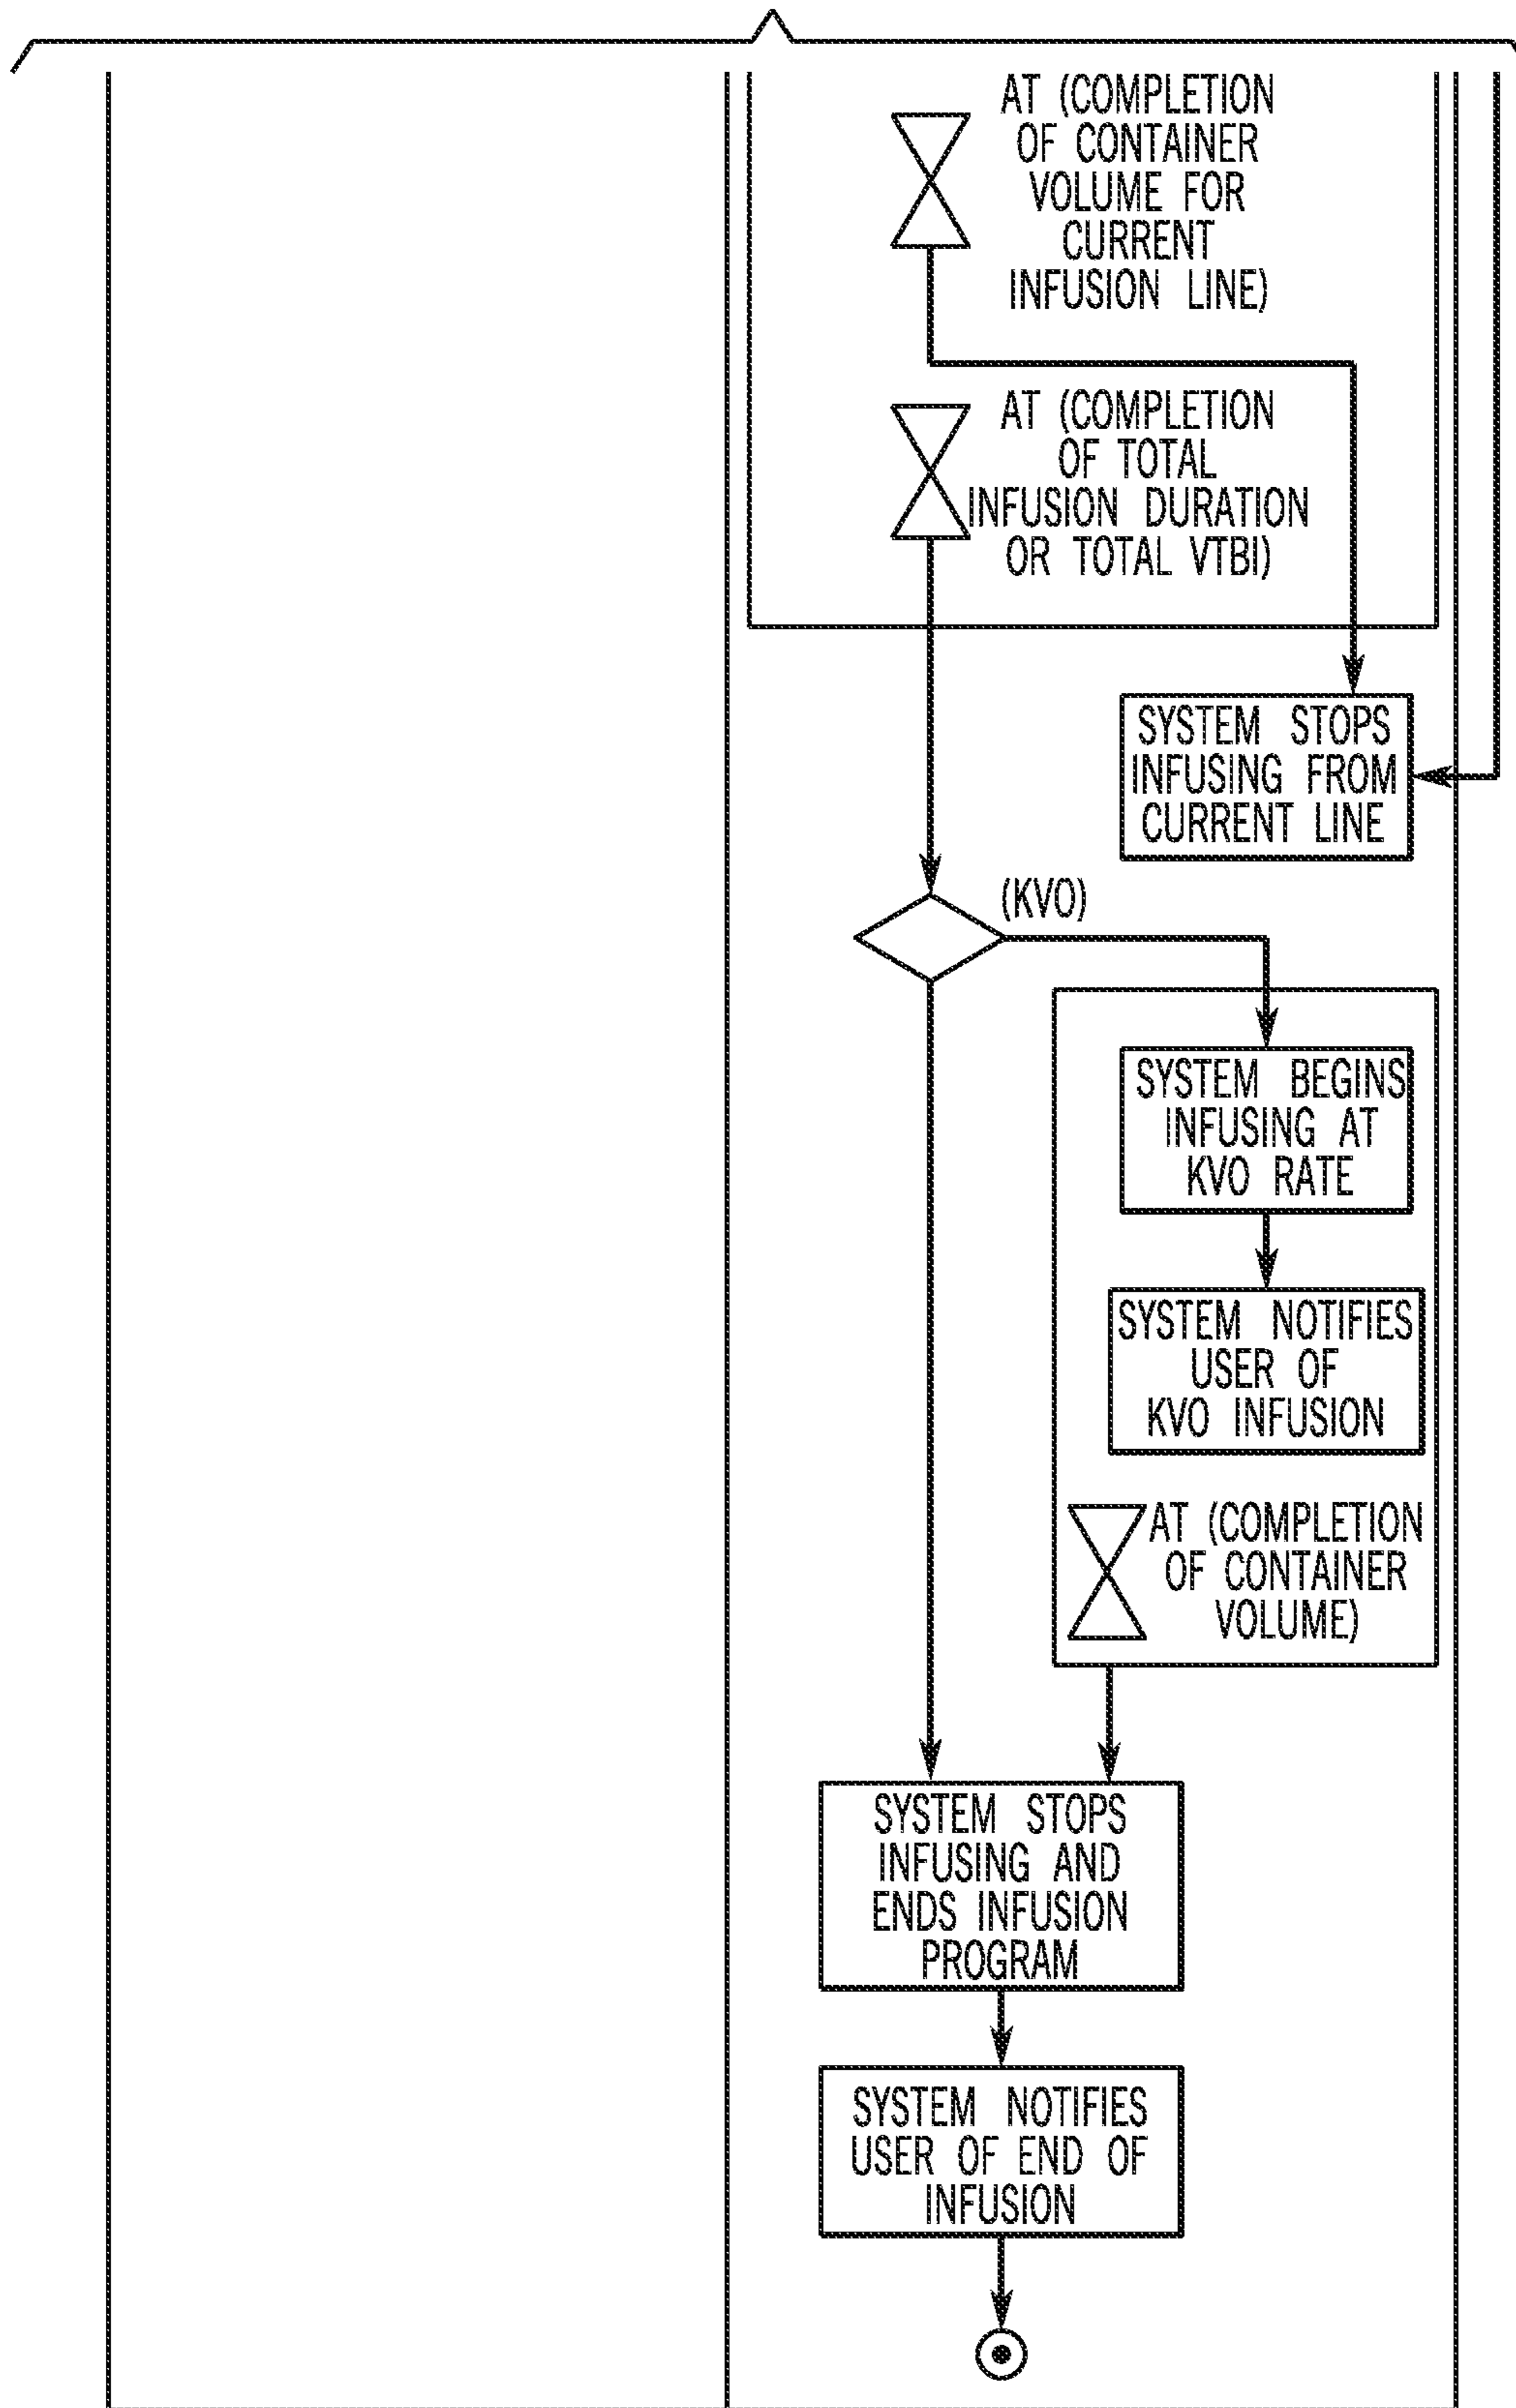 AT (COMPLETION
OF CONTAINER
VOLUME FOR
CURRENT
INFUSION LINE)
AT (COMPLETION
OF TOTAL
INFUSION DURATION
OR TOTAL VTBI)
SYSTEM STOPS
INFUSING FROM
CURRENT LINE
(KVO)
SYSTEM BEGINS
INFUSING AT
KVO RATE
SYSTEM NOTIFIES
USER OF
KVO INFUSION
AT (COMPLETION
OF CONTAINER
VOLUME)
SYSTEM STOPS
INFUSING AND
ENDS INFUSION
PROGRAM
SYSTEM NOTIFIES
USER OF END OF
INFUSION